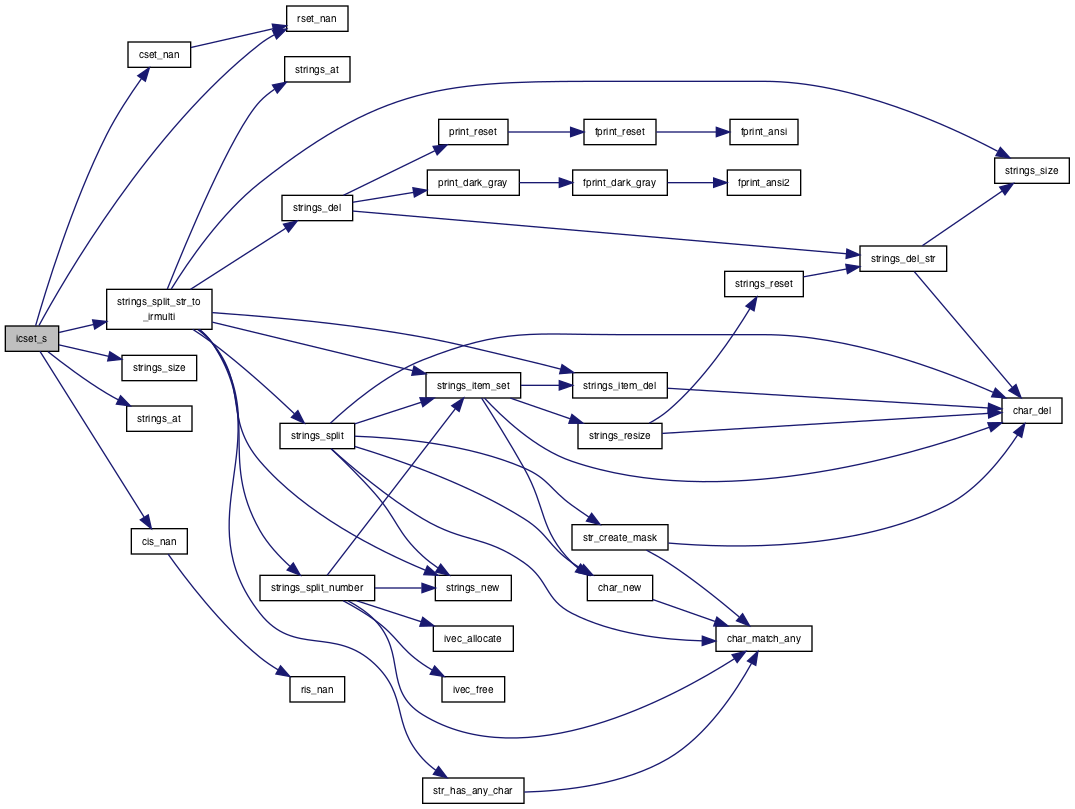 rset_nan
cset_nan
strings_at
print_reset
fprint_reset
fprint_ansi
strings_size
print_dark_gray
fprint_dark_gray
fprint_ansi2
strings_del
strings_del_str
strings_reset
strings_split_str_to
_irmulti
icset_s
strings_size
strings_item_set
strings_item_del
char_del
strings_at
strings_split
strings_resize
cis_nan
str_create_mask
strings_split_number
strings_new
char_new
ivec_allocate
char_match_any
ris_nan
ivec_free
str_has_any_char